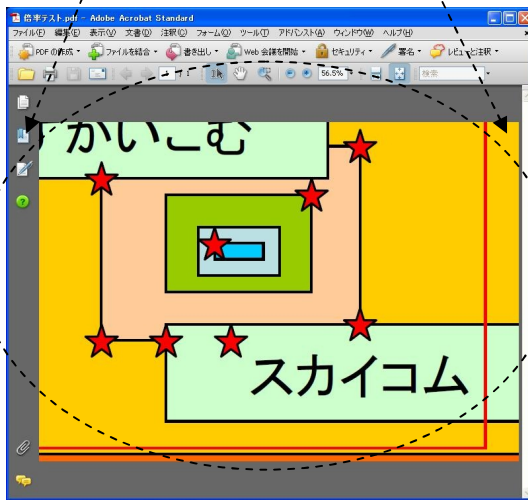 倍率テスト.pdf - Adobe Acrobat Standard
ファイル(F) 編集(E) 表示(V) 文書(D) 注釈(C) フォーム(O) ツール(T) アドバンスト(A) ウィンドウ(W) ヘルプ(H)
PDF の作成 ファイルを結合 書き出し Web 会議を開始 セキュリティ 署名 レビューと注釈
56.5% 検索
すかいこむ
スカイコム